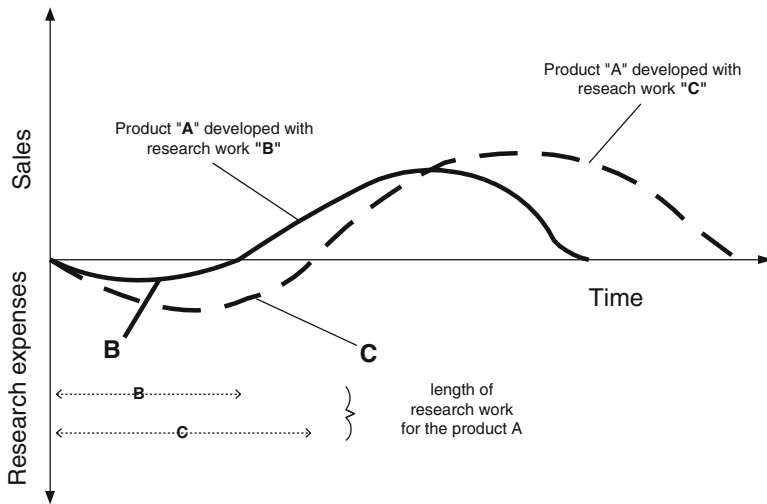 Product "A" developed with
reseach work "C"
Product "A" developed with
research work "B"
Sales
Research expenses
Time
B
C
B
C
length of
research work
for the product A